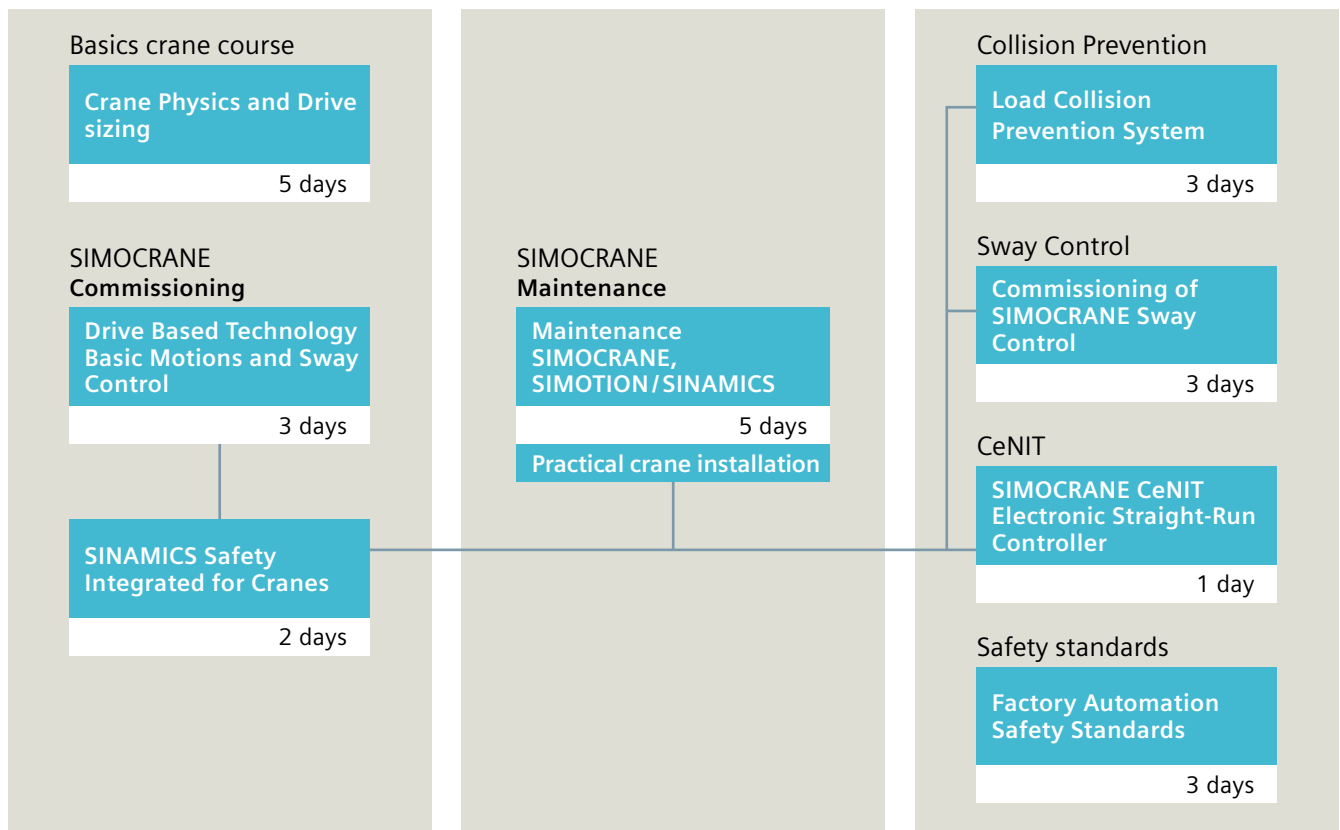 Basics crane course
Crane Physics and Drive
sizing
5 days
SIMOCRANE
Commissioning
Drive Based Technology
Basic Motions and Sway
Control
3 days
SINAMICS Safety
Integrated for Cranes
2 days
SIMOCRANE
Maintenance
Maintenance
SIMOCRANE,
SIMOTION/SINAMICS
5 days
Practical crane installation
Collision Prevention
Load Collision
Prevention System
3 days
Sway Control
Commissioning of
SIMOCRANE Sway
Control
3 days
CeNIT
SIMOCRANE CeNIT
Electronic Straight-Run
Controller
1 day
Safety standards
Factory Automation
Safety Standards
3 days